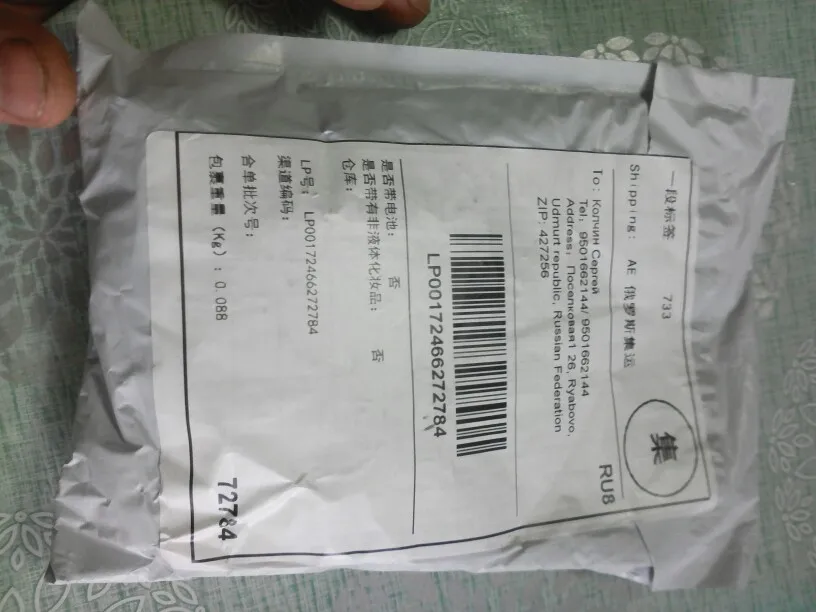 一段标签 733
集
Shipping: AE 俄罗斯集运
RU8
To: Колчин Сергей
Tel: 9501662144/ 9501662144
Address: Поселковая1 26, Ryabovo,
Udmurt republic, Russian Federation
ZIP: 427256
LP00172466272784
是否带电池： 否
是否带有非液体化妆品： 否
仓库：
LP号： LP00172466272784
渠道编码：
合单批次号：
包裹重量（Kg）：0.088
72784